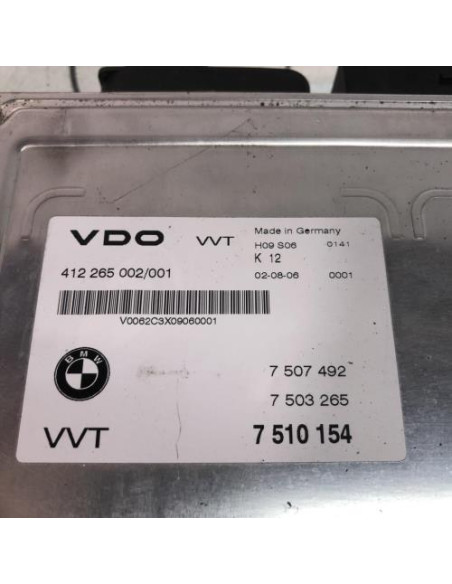 VDO VVT Made in Germany
H09 S06 0141
K 12
412 265 002/001 02-08-06 0001
V0062C3X09060001
BMW
7 507 492
7 503 265
VVT 7 510 154